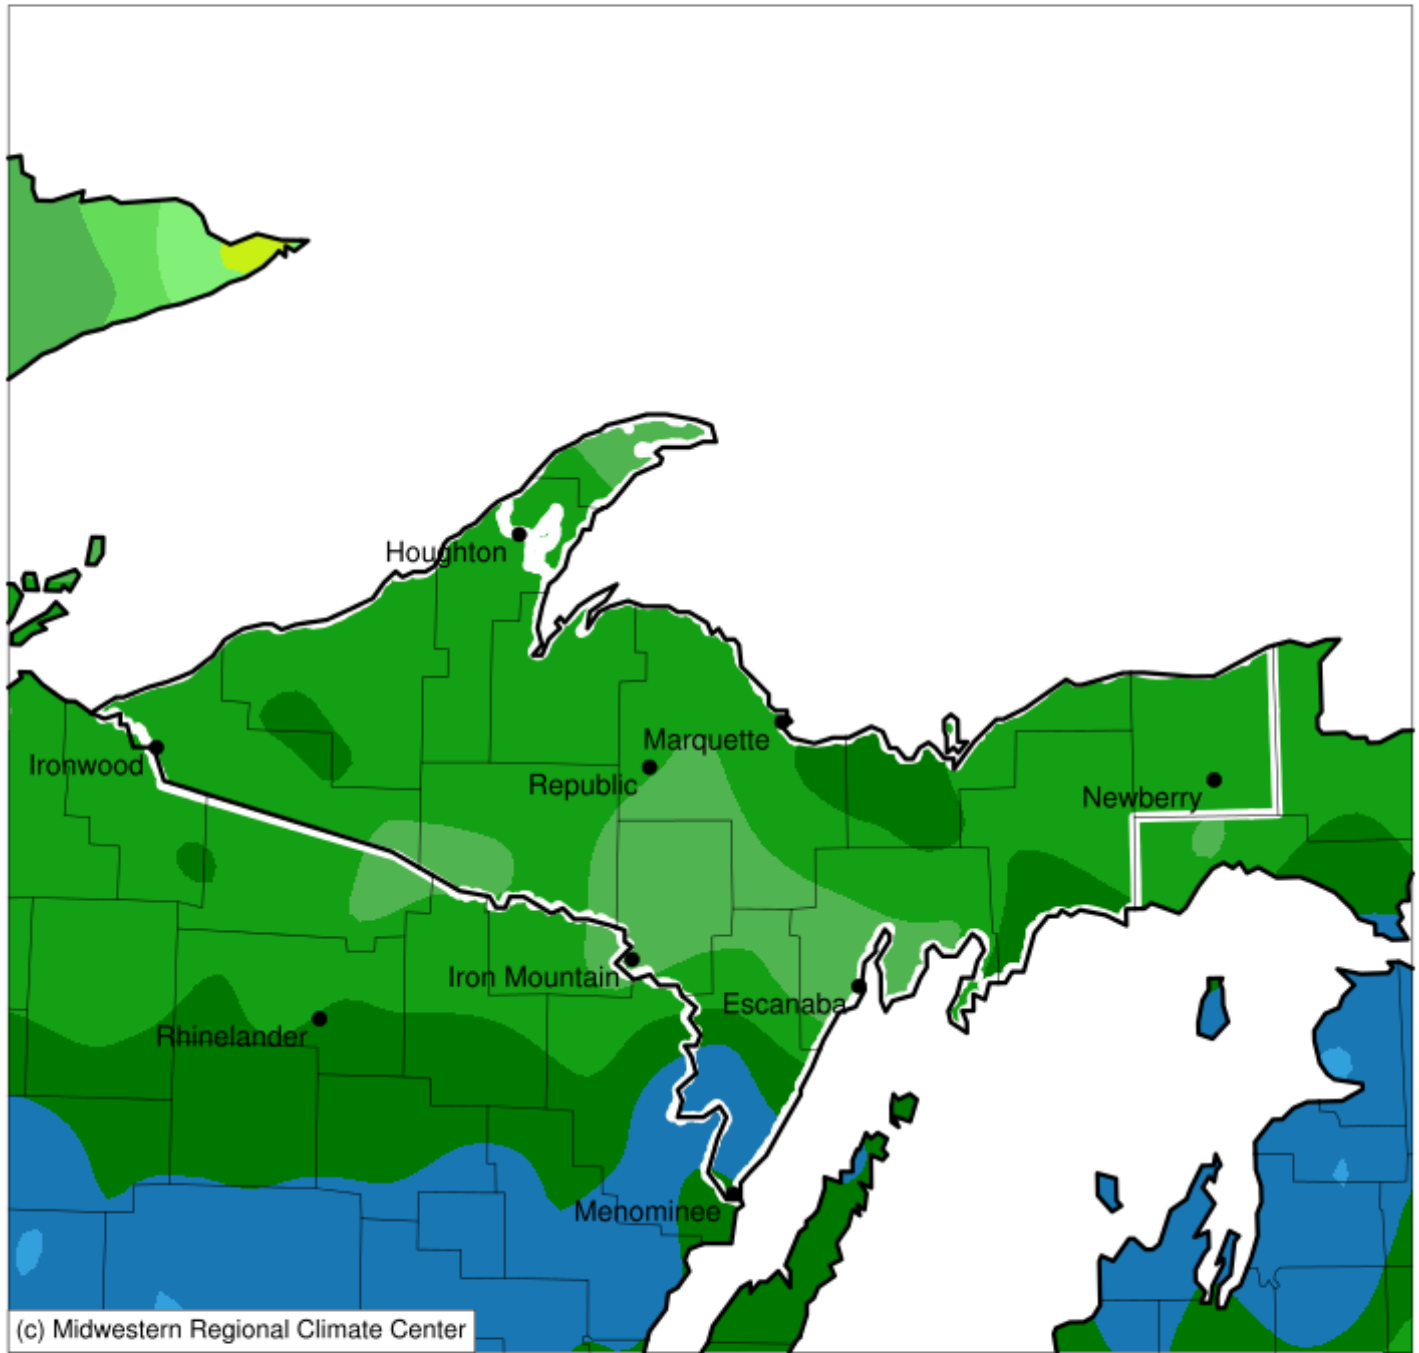 Houghton
Marquette
Ironwood
Republic
Newberry
Iron Mountain
Escanaba
Rhinelander
Menominee
(c) Midwestern Regional Climate Center